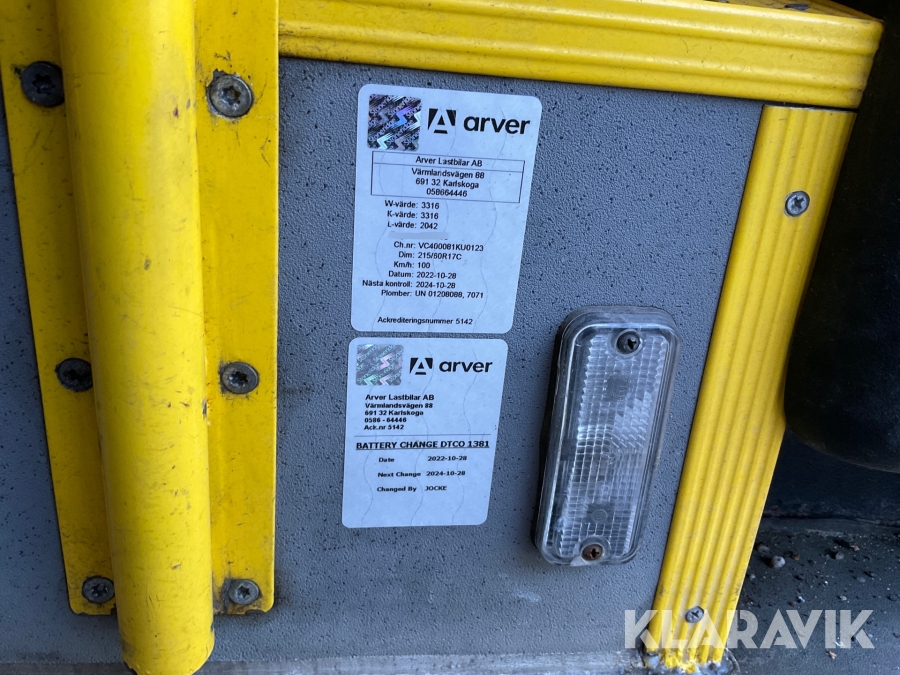 arver
Arver Lastbilar AB
Värmlandsvägen 88
691 32 Karlskoga
058664446
W-värde: 3316
K-värde: 3316
L-värde: 2042
Ch.nr: VC400081KU0123
Dim: 215/60R17C
Km/h: 100
Datum: 2022-10-28
Nästa kontroll: 2024-10-28
Plomber: UN 01208088, 7071
Ackrediteringsnummer 5142
arver
Arver Lastbilar AB
Värmlandsvägen 88
691 32 Karlskoga
0586 - 64446
Ack.nr 5142
BATTERY CHANGE DTCO 1381
Date 2022-10-28
Next Change 2024-10-28
Changed By JOCKE
KLARAVIK